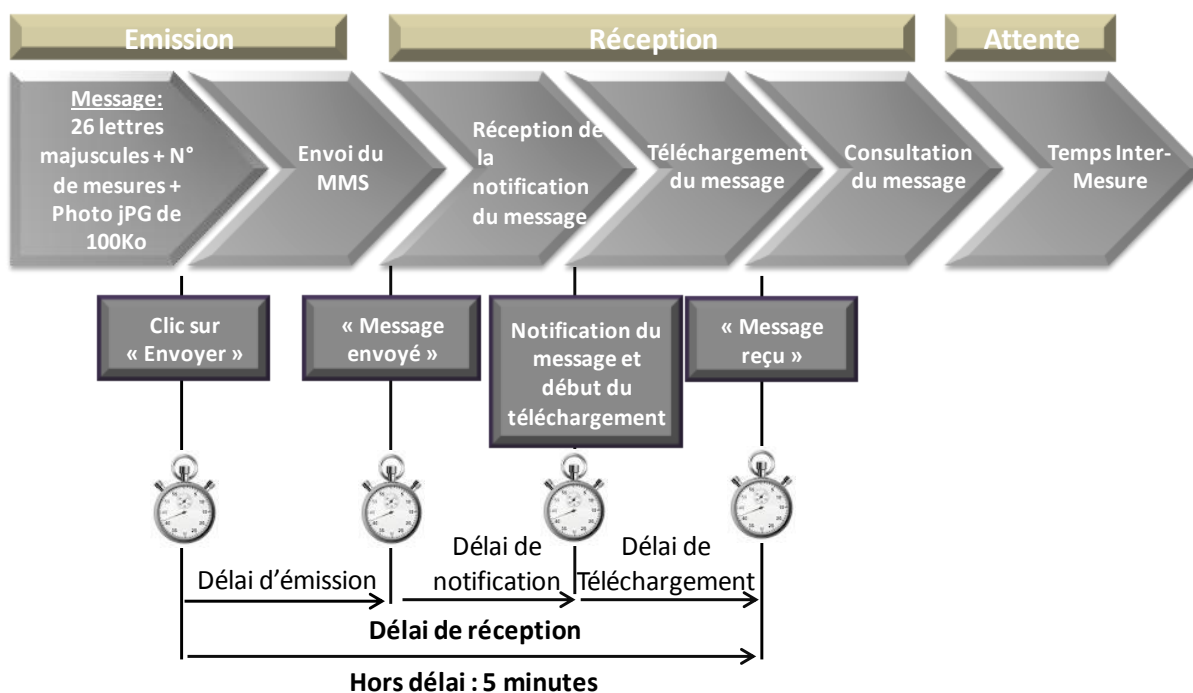 Emission
Réception
Attente
Message:
26 lettres
majuscules + N°
de mesures +
Photo jPG de
100Ko
Envoi du
MMS
Réception de
la
notification
du message
Téléchargement
du message
Consultation
du message
Temps Inter-
Mesure
Clic sur
« Envoyer »
« Message
envoyé »
Notification du
message et
début du
téléchargement
« Message
reçu »
Délai d’émission
Délai de
notification
Délai de
Téléchargement
Délai de réception
Hors délai : 5 minutes